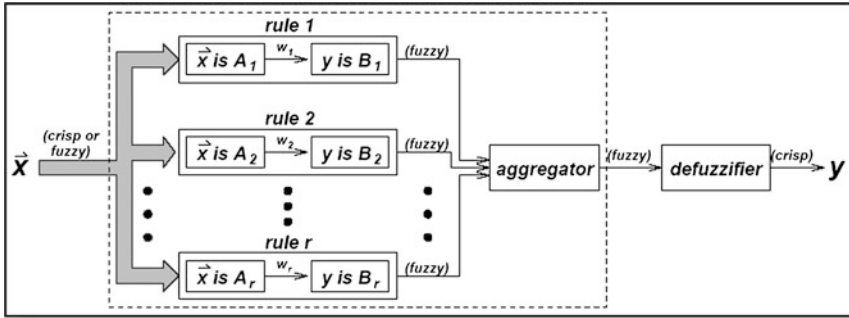 rule 1
x⃗ is A₁
w₁
y is B₁
(fuzzy)
rule 2
(crisp or
fuzzy)
x⃗
x⃗ is A₂
w₂
y is B₂
(fuzzy)
aggregator
(fuzzy)
defuzzifier
(crisp)
y
rule r
x⃗ is Aᵣ
wᵣ
y is Bᵣ
(fuzzy)